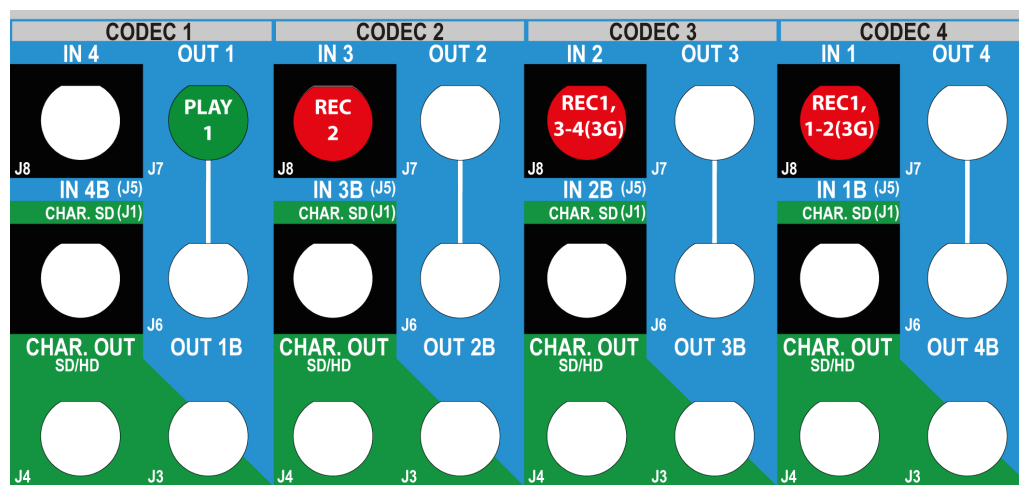 CODEC 1 CODEC 2 CODEC 3 CODEC 4
IN 4 OUT 1 IN 3 OUT 2 IN 2 OUT 3 IN 1 OUT 4
PLAY REC REC1, REC1,
1 2 3-4(3G) 1-2(3G)
J8 J7 J8 J7 J8 J7 J8 J7
IN 4B (J5) IN 3B (J5) IN 2B (J5) IN 1B (J5)
CHAR. SD (J1) CHAR. SD (J1) CHAR. SD (J1) CHAR. SD (J1)
J6 J6 J6 J6
CHAR. OUT OUT 1B CHAR. OUT OUT 2B CHAR. OUT OUT 3B CHAR. OUT OUT 4B
SD/HD SD/HD SD/HD SD/HD
J4 J3 J4 J3 J4 J3 J4 J3